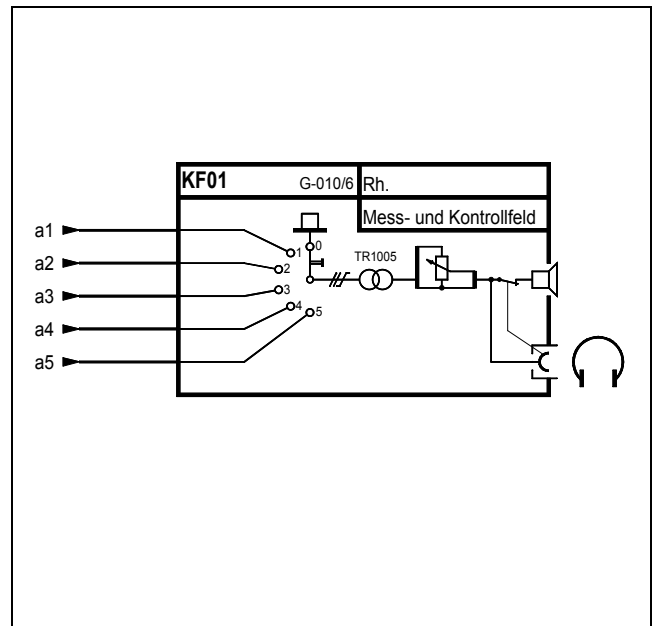 KF01 G-010/6 Rh.
Mess- und Kontrollfeld
a1
a2
a3
a4
a5
0
1
2
3
4
5
TR1005